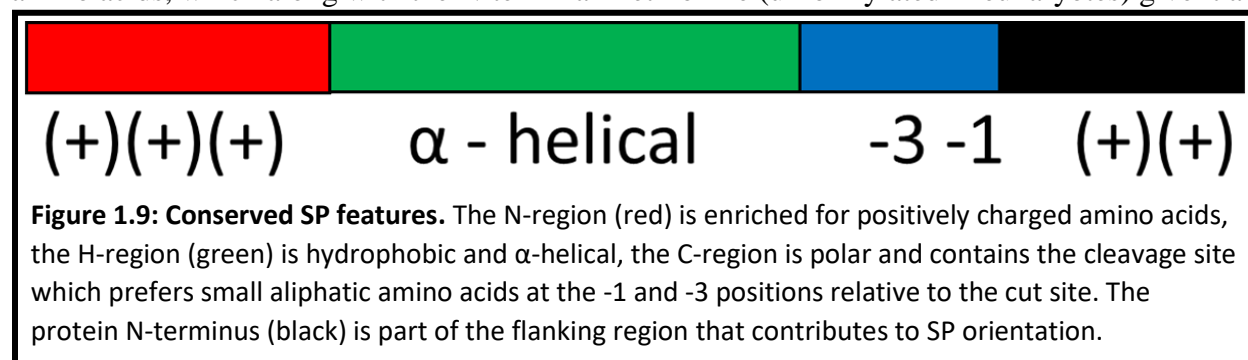 (+)(+)(+) α - helical -3 -1 (+)(+)
Figure 1.9: Conserved SP features. The N-region (red) is enriched for positively charged amino acids,
the H-region (green) is hydrophobic and α-helical, the C-region is polar and contains the cleavage site
which prefers small aliphatic amino acids at the -1 and -3 positions relative to the cut site. The
protein N-terminus (black) is part of the flanking region that contributes to SP orientation.